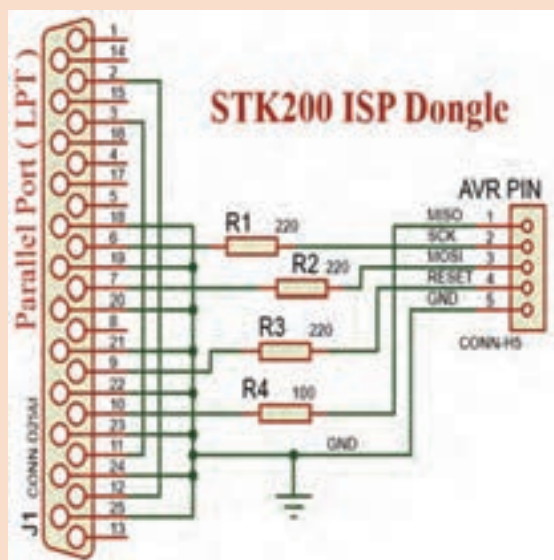 STK200 ISP Dongle
Parallel Port ( LPT )
J1 CONN-D25M
1
14
2
15
3
16
4
17
5
18
6
19
7
20
8
21
9
22
10
23
11
24
12
25
13
R1 220
R2 220
R3 220
R4 100
GND
AVR PIN
MISO 1
SCK 2
MOSI 3
RESET 4
GND 5
CONN-H5